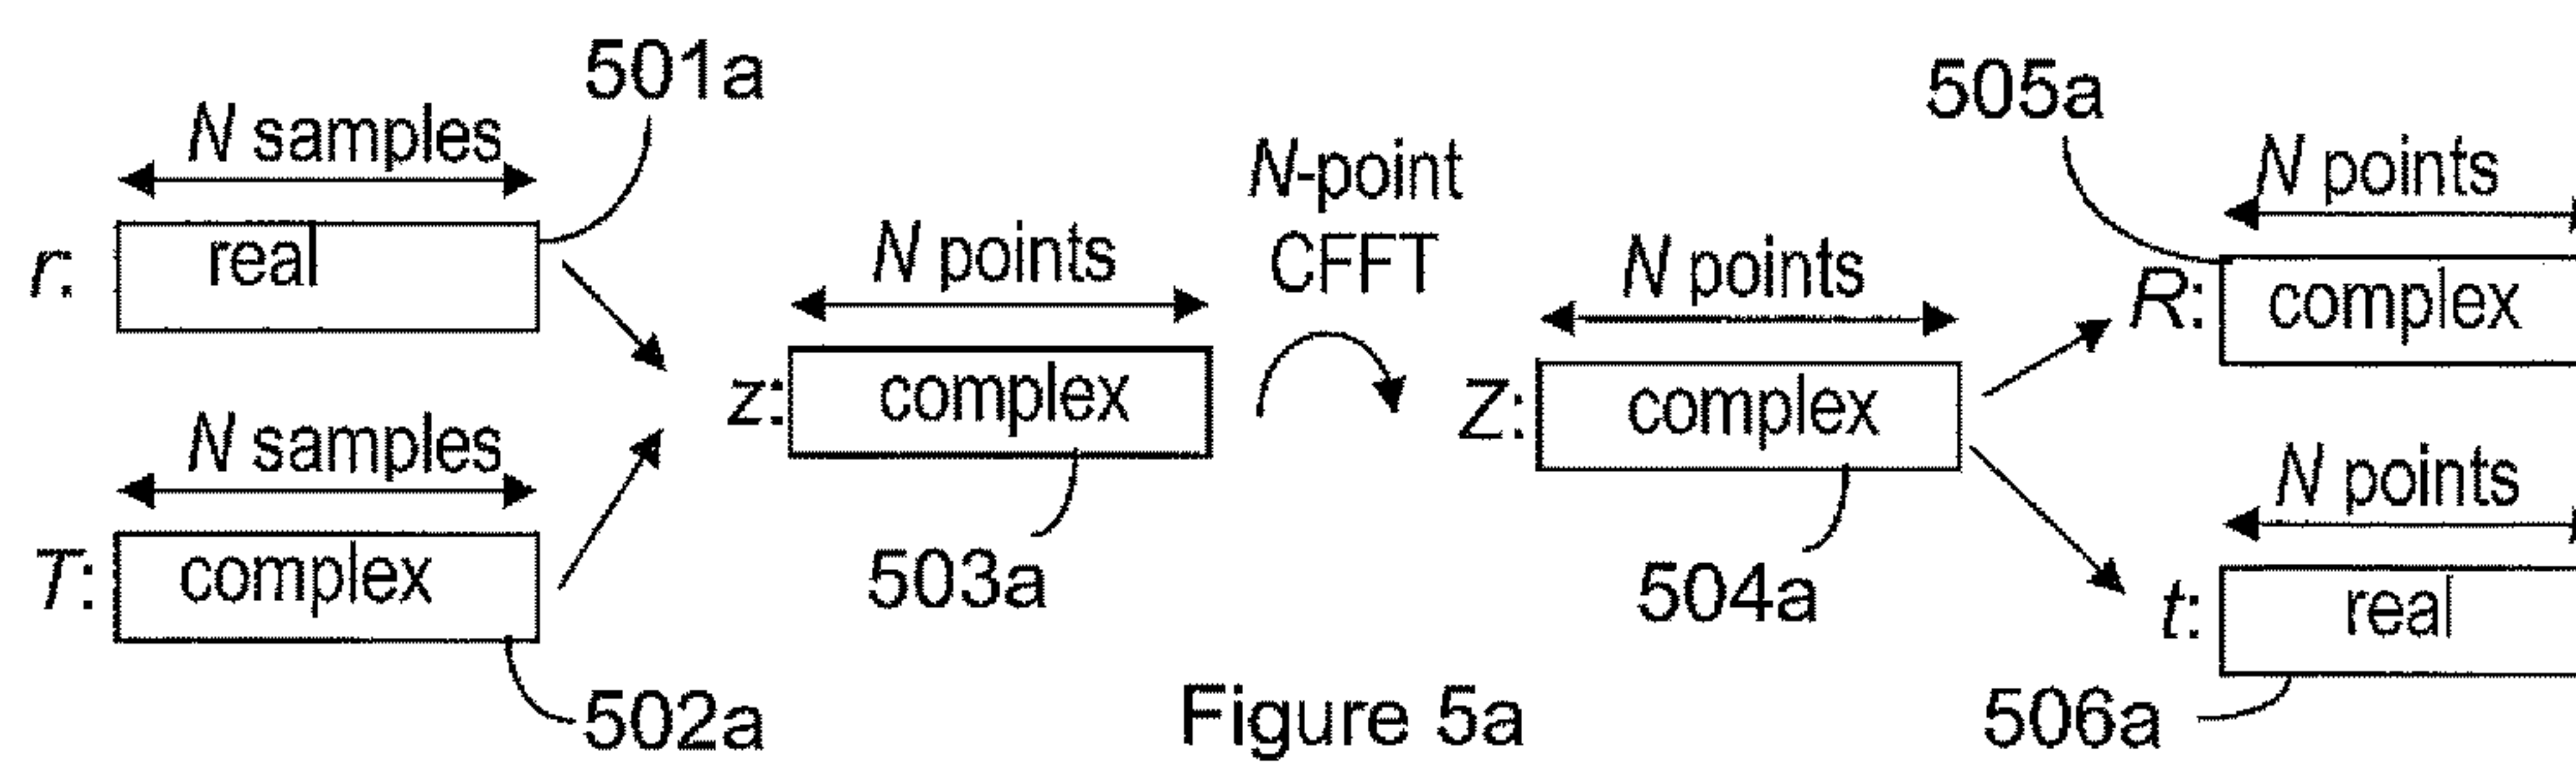 501a
N samples
r: real
N samples
T: complex
502a
N points
z: complex
503a
N-point
CFFT
N points
Z: complex
504a
505a
N points
R: complex
N points
t: real
506a
Figure 5a